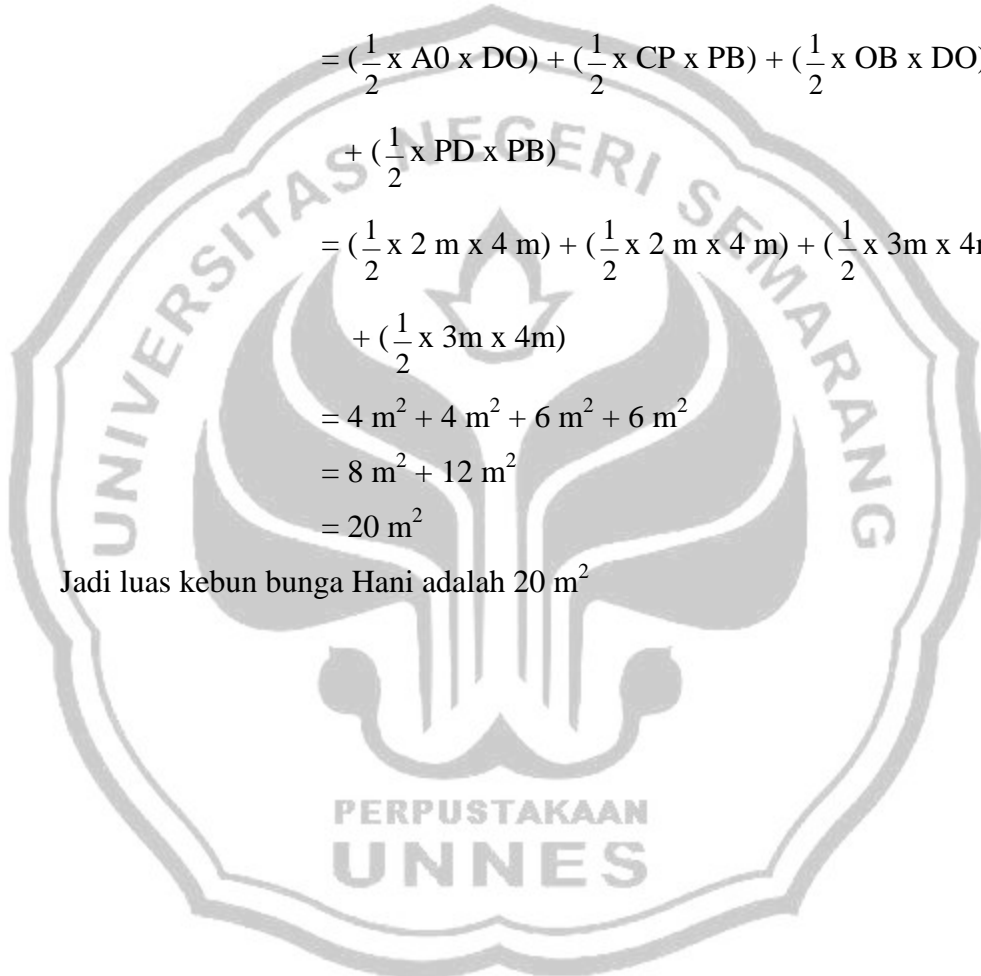 = (1/2 x A0 x DO) + (1/2 x CP x PB) + (1/2 x OB x DO)
+ (1/2 x PD x PB)
= (1/2 x 2 m x 4 m) + (1/2 x 2 m x 4 m) + (1/2 x 3m x 4
+ (1/2 x 3m x 4m)
= 4 m² + 4 m² + 6 m² + 6 m²
= 8 m² + 12 m²
= 20 m²
Jadi luas kebun bunga Hani adalah 20 m²
UNIVERSITAS NEGERI SEMARANG
PERPUSTAKAAN
UNNES